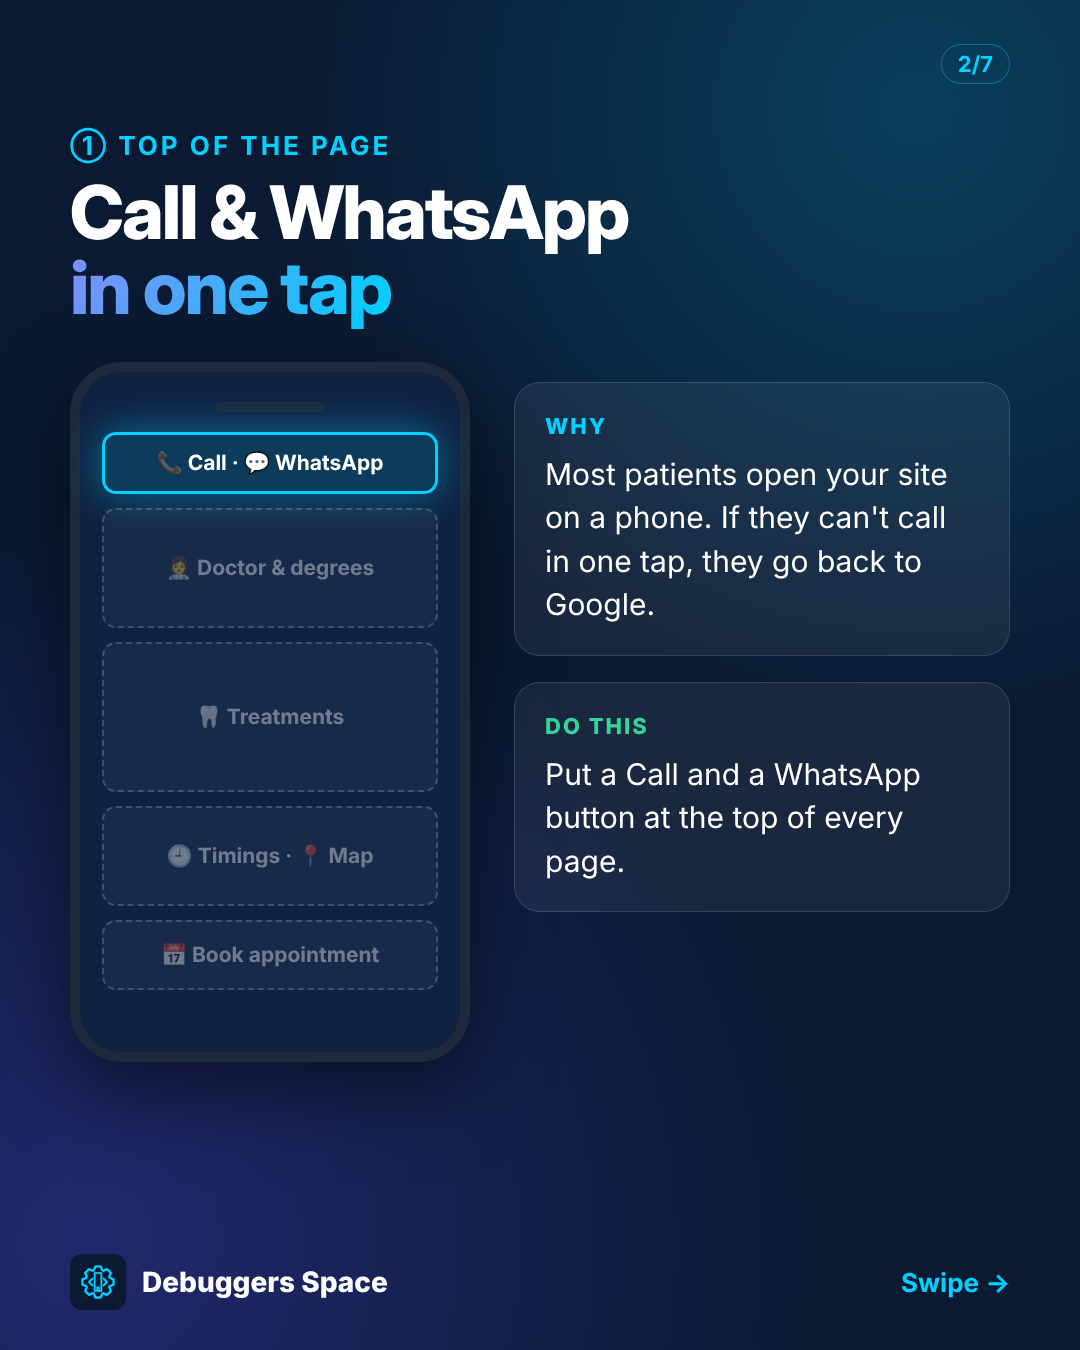 2/7
① TOP OF THE PAGE
Call & WhatsApp
in one tap
📞 Call · 💬 WhatsApp
👩‍⚕️ Doctor & degrees
🦷 Treatments
🕘 Timings · 📍 Map
📅 Book appointment
WHY
Most patients open your site
on a phone. If they can't call
in one tap, they go back to
Google.
DO THIS
Put a Call and a WhatsApp
button at the top of every
page.
Debuggers Space
Swipe →